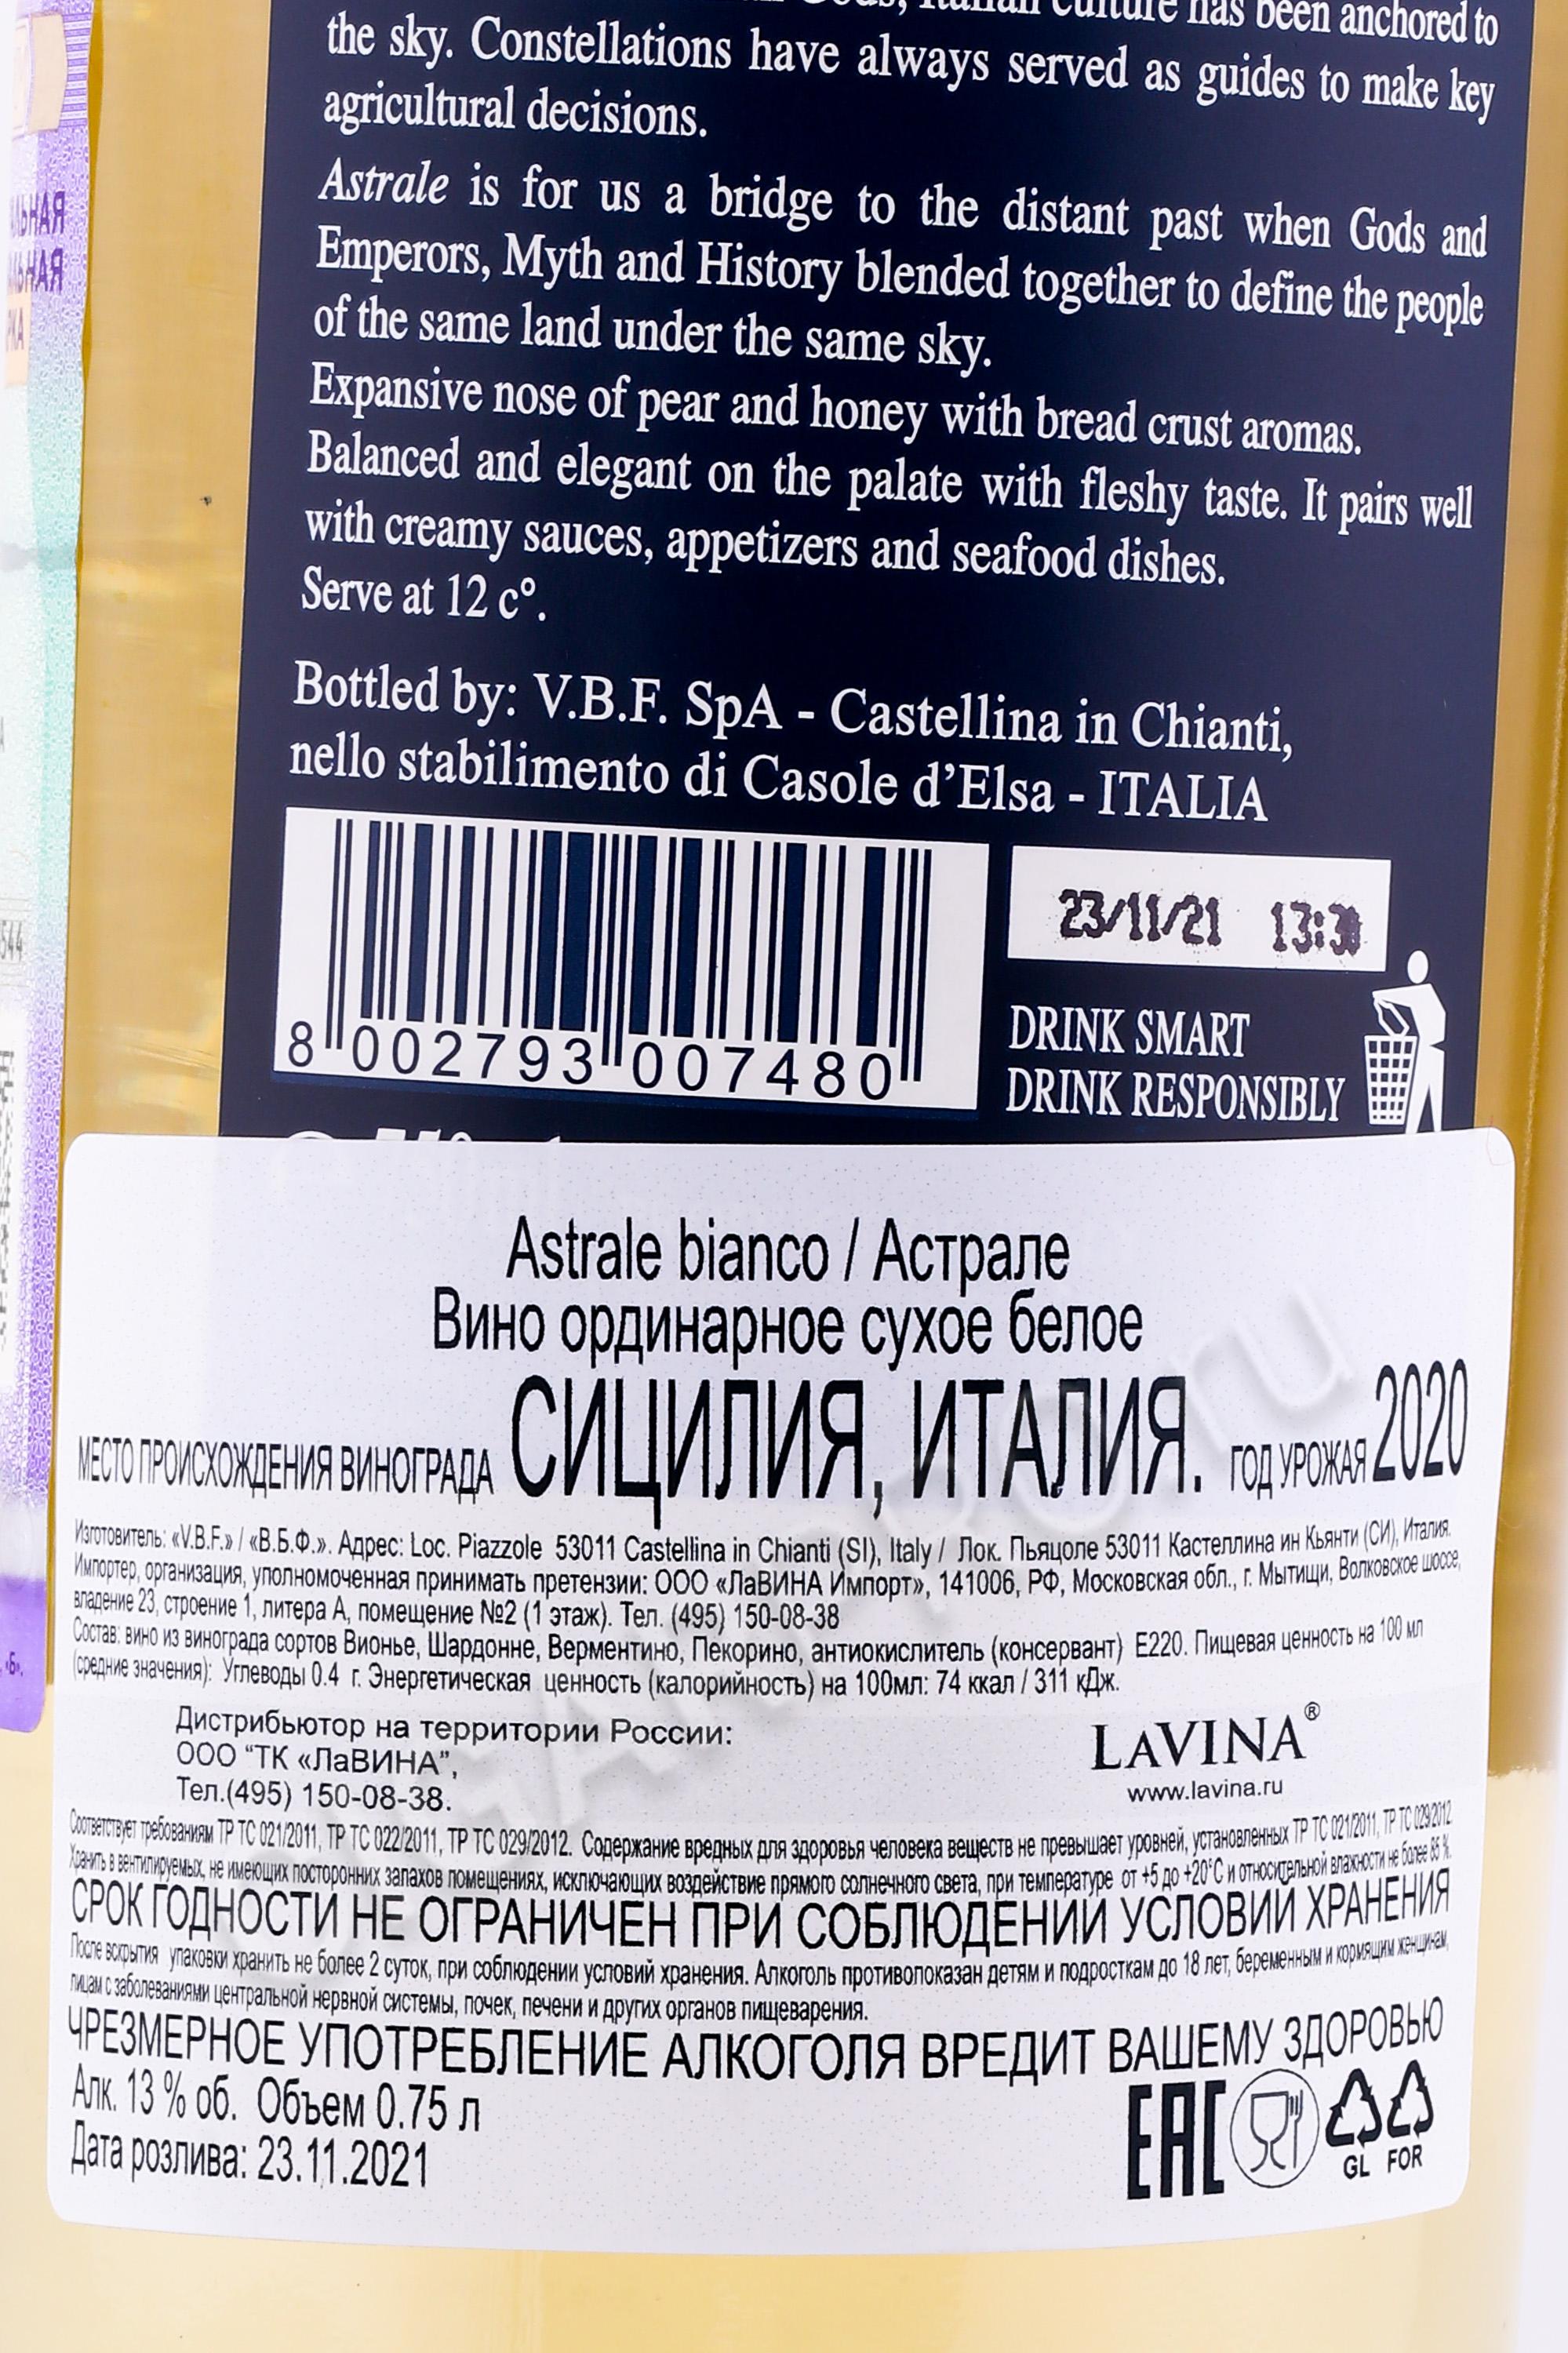 Italian culture has been anchored to
the sky. Constellations have always served as guides to make key
agricultural decisions.
Astrale is for us a bridge to the distant past when Gods and
Emperors, Myth and History blended together to define the people
of the same land under the same sky.
Expansive nose of pear and honey with bread crust aromas.
Balanced and elegant on the palate with fleshy taste. It pairs well
with creamy sauces, appetizers and seafood dishes.
Serve at 12 c°.
Bottled by: V.B.F. SpA - Castellina in Chianti,
nello stabilimento di Casole d’Elsa - ITALIA
8 002793 007480
23/11/21
DRINK SMART
DRINK RESPONSIBLY
Astrale bianco / Астрале
Вино ординарное сухое белое
МЕСТО ПРОИСХОЖДЕНИЯ ВИНОГРАДА СИЦИЛИЯ, ИТАЛИЯ. ГОД УРОЖАЯ 2020
Изготовитель: «V.B.F.» / «В.Б.Ф.». Адрес: Loc. Piazzole 53011 Castellina in Chianti (SI), Italy / Лок. Пьяцоле 53011 Кастеллина ин Кьянти (СИ), Италия.
Импортер, организация, уполномоченная принимать претензии: ООО «ЛаВИНА Импорт», 141006, РФ, Московская обл., г. Мытищи, Волковское шоссе,
владение 23, строение 1, литера А, помещение №2 (1 этаж). Тел. (495) 150-08-38
Состав: вино из винограда сортов Вионье, Шардонне, Верментино, Пекорино, антиокислитель (консервант) Е220. Пищевая ценность на 100 мл
(средние значения): Углеводы 0.4 г. Энергетическая ценность (калорийность) на 100мл: 74 ккал / 311 кДж.
Дистрибьютор на территории России:
ООО “ТК «ЛаВИНА”,
Тел.(495) 150-08-38.
LAVINA®
www.lavina.ru
Соответствует требованиям ТР ТС 021/2011, ТР ТС 022/2011, ТР ТС 029/2012. Содержание вредных для здоровья человека веществ не превышает уровней, установленных ТР ТС 021/2011, ТР ТС 029/2012
Хранить в вентилируемых, не имеющих посторонних запахов помещениях, исключающих воздействие прямого солнечного света, при температуре от +5 до +20°С и относительной влажности не более 85 %.
СРОК ГОДНОСТИ НЕ ОГРАНИЧЕН ПРИ СОБЛЮДЕНИИ УСЛОВИЙ ХРАНЕНИЯ
После вскрытия упаковки хранить не более 2 суток, при соблюдении условий хранения. Алкоголь противопоказан детям и подросткам до 18 лет, беременным и кормящим женщинам,
лицам с заболеваниями центральной нервной системы, почек, печени и других органов пищеварения.
ЧРЕЗМЕРНОЕ УПОТРЕБЛЕНИЕ АЛКОГОЛЯ ВРЕДИТ ВАШЕМУ ЗДОРОВЬЮ
Алк. 13 % об. Объем 0.75 л
Дата розлива: 23.11.2021
EAC
GL FOR